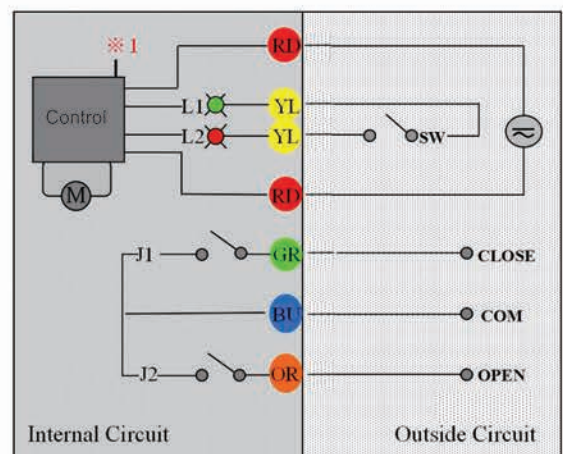 ※1
RD
Control
L1 YL
L2 YL SW
M
RD
J1 GR CLOSE
BU COM
J2 OR OPEN
Internal Circuit Outside Circuit